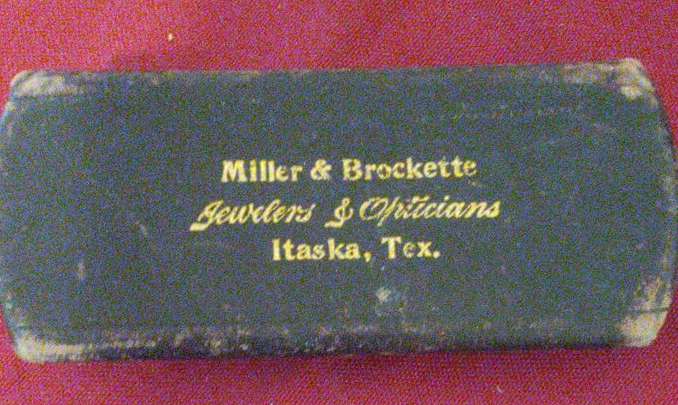 Miller & Brockette
Jewelers & Opticians
Itaska, Tex.